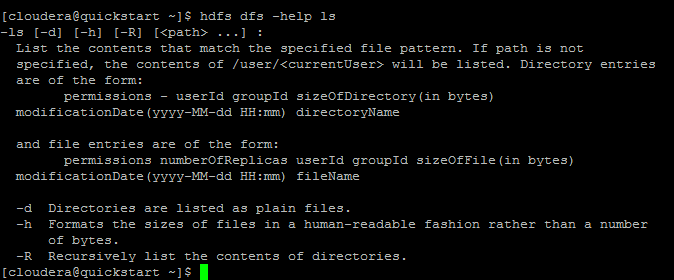 [cloudera@quickstart ~]$ hdfs dfs -help ls
-ls [-d] [-h] [-R] [<path> ...] :
  List the contents that match the specified file pattern. If path is not
  specified, the contents of /user/<currentUser> will be listed. Directory entries
  are of the form:
        permissions - userId groupId sizeOfDirectory(in bytes)
  modificationDate(yyyy-MM-dd HH:mm) directoryName

  and file entries are of the form:
        permissions numberOfReplicas userId groupId sizeOfFile(in bytes)
  modificationDate(yyyy-MM-dd HH:mm) fileName

  -d  Directories are listed as plain files.
  -h  Formats the sizes of files in a human-readable fashion rather than a number
      of bytes.
  -R  Recursively list the contents of directories.
[cloudera@quickstart ~]$